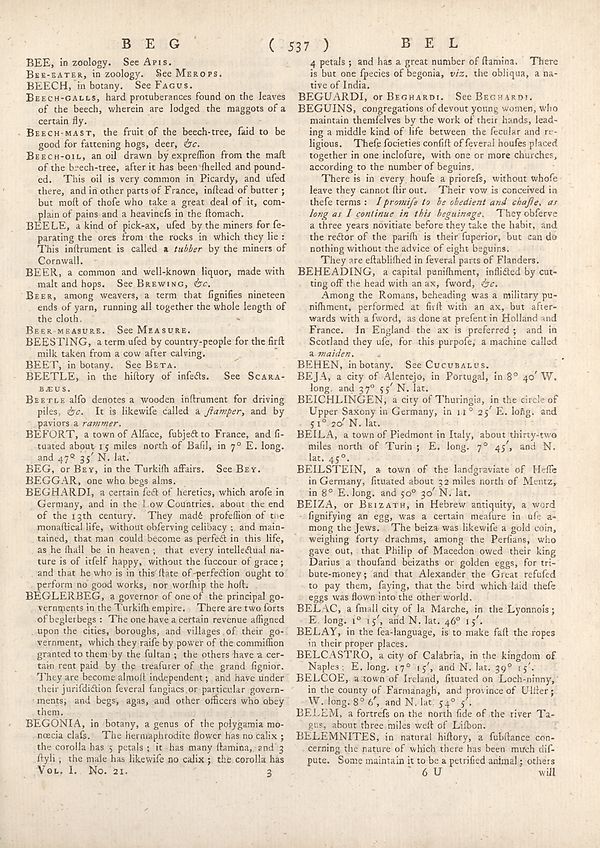 B E G ( 537 ) B E L
BEE, in zoology. See APIS.
BEE-EATER, in zoology. See MEROPS.
BEECH, in botany. See FAGUS.
BEECH-GALLS, hard protuberances found on the leaves
of the beech, wherein are lodged the maggots of a
certain fly.
BEECH-MAST, the fruit of the beech-tree, ſaid to be
good for fattening hogs, deer, &c.
BEECH-OIL, an oil drawn by expreſſion from the maſt
of the beech-tree, after it has been ſhelled and pound-
ed. This oil is very common in Picardy, and uſed
there, and in other parts of France, inſtead of butter;
but moſt of thoſe who take a great deal of it, com-
plain of pains and a heavineſs in the ſtomach.
BEELE, a kind of pick-ax, uſed by the miners for ſe-
parating the ores from the rocks in which they lie:
This inſtrument is called a tubber by the miners of
Cornwall.
BEER, a common and well-known liquor, made with
malt and hops. See BREWING, &c.
BEER, among weavers, a term that ſignifies nineteen
ends of yarn, running all together the whole length of
the cloth.
BEER-MEASURE. See MEASURE.
BEESTING, a term uſed by country-people for the firſt
milk taken from a cow after calving.
BEET, in botany. See BETA.
BEETLE, in the hiſtory of inſects. See SCARA-
BÆUS.
BEETLE alſo denotes a wooden inſtrument for driving
piles, &c. It is likewiſe called a ſtamper, and by
paviors a rammer.
BEFORT, a town of Alſace, ſubject to France, and ſi-
tuated about 15 miles north of Baſil, in 7° E. long.
and 47° 35′ N. lat.
BEG, or BEY, in the Turkiſh affairs. See BEY.
BEGGAR, one who begs alms.
BEGHARDI, a certain ſect of heretics, which aroſe in
Germany, and in the Low Countries, about the end
of the 13th century. They made profeſſion of the
monaſtical life, without obſerving celibacy; and main-
tained, that man could become as perfect in this life,
as he ſhall be in heaven; that every intellectual na-
ture is of itſelf happy, without the ſuccour of grace;
and that he who is in this ſtate of perfection ought to
perform no good works, nor worſhip the hoſt.
BEGLERBEG, a governor of one of the principal go-
vernments in the Turkiſh empire. There are two ſorts
of beglerbegs: The one have a certain revenue aſſigned
upon the cities, boroughs, and villages of their go-
vernment, which they raiſe by power of the commiſſion
granted to them by the ſultan; the others have a cer-
tain rent paid by the treaſurer of the grand ſignior.
They are become almoſt independent; and have under
their juriſdiction ſeveral ſangiacs or particular govern-
ments; and begs, agas, and other officers who obey
them.
BEGONIA, in botany, a genus of the polygamia mo-
nœcia claſs. The hermaphrodite flower has no calix;
the corolla has 5 petals; it has many ſtamina, and 3
ſtyli; the male has likewiſe no calix; the corolla has
VOL. I. No. 21. 3
4 petals; and has a great number of ſtamina. There
is but one ſpecies of begonia, viz. the obliqua, a na-
tive of India.
BEGUARDI, or BEGHARDI. See BEGHARDI.
BEGUINS, congregations of devout young women, who
maintain themſelves by the work of their hands, lead-
ing a middle kind of life between the ſecular and re-
ligious. Theſe ſocieties conſiſt of ſeveral houſes placed
together in one incloſure, with one or more churches,
according to the number of beguins.
There is in every houſe a prioreſs, without whoſe
leave they cannot ſtir out. Their vow is conceived in
theſe terms: I promiſe to be obedient and chaſte, as
long as I continue in this beguinage. They obſerve
a three years novitiate before they take the habit, and
the rector of the pariſh is their ſuperior, but can do
nothing without the advice of eight beguins.
They are eſtabliſhed in ſeveral parts of Flanders.
BEHEADING, a capital puniſhment, inflicted by cut-
ting off the head with an ax, ſword, &c.
Among the Romans, beheading was a military pu-
niſhment, performed at firſt with an ax, but after-
wards with a ſword, as done at preſent in Holland and
France. In England the ax is preferred; and in
Scotland they uſe, for this purpoſe, a machine called
a maiden.
BEHEN, in botany. See CUCUBALUS.
BEJA, a city of Alentejo, in Portugal, in 8° 40′ W.
long. and 37° 55′ N. lat.
BEICHLINGEN, a city of Thuringia, in the circle of
Upper Saxony in Germany, in 11° 25′ E. long. and
51° 20′ N. lat.
BEILA, a town of Piedmont in Italy, about thirty-two
miles north of Turin; E. long. 7° 45′, and N.
lat. 45°.
BEILSTEIN, a town of the landgraviate of Heſſe
in Germany, ſituated about 32 miles north of Mentz,
in 8° E. long. and 50° 30′ N. lat.
BEIZA, or BEIZATH, in Hebrew antiquity, a word
ſignifying an egg, was a certain meaſure in uſe a-
mong the Jews. The beiza was likewiſe a gold coin,
weighing forty drachms, among the Perſians, who
gave out, that Philip of Macedon owed their king
Darius a thouſand beizaths or golden eggs, for tri-
bute-money; and that Alexander the Great refuſed
to pay them, ſaying, that the bird which laid theſe
eggs was flown into the other world.
BELAC, a ſmall city of la Marche, in the Lyonnois;
E. long. 1° 15′, and N. lat. 46° 15′.
BELAY, in the ſea-language, is to make faſt the ropes
in their proper places.
BELCASTRO, a city of Calabria, in the kingdom of
Naples: E. long. 17° 15′, and N. lat. 39° 15′.
BELCOE, a town of Ireland, ſituated on Loch-ninny,
in the county of Farmanagh, and province of Ulſter;
W. long. 8° 6′, and N. lat. 54° 5′.
BELEM, a fortreſs on the north ſide of the river Ta-
gus, about three miles weſt of Liſbon.
BELEMNITES, in natural hiſtory, a ſubſtance con-
cerning the nature of which there has been much diſ-
pute. Some maintain it to be a petrified animal; others
6 U will